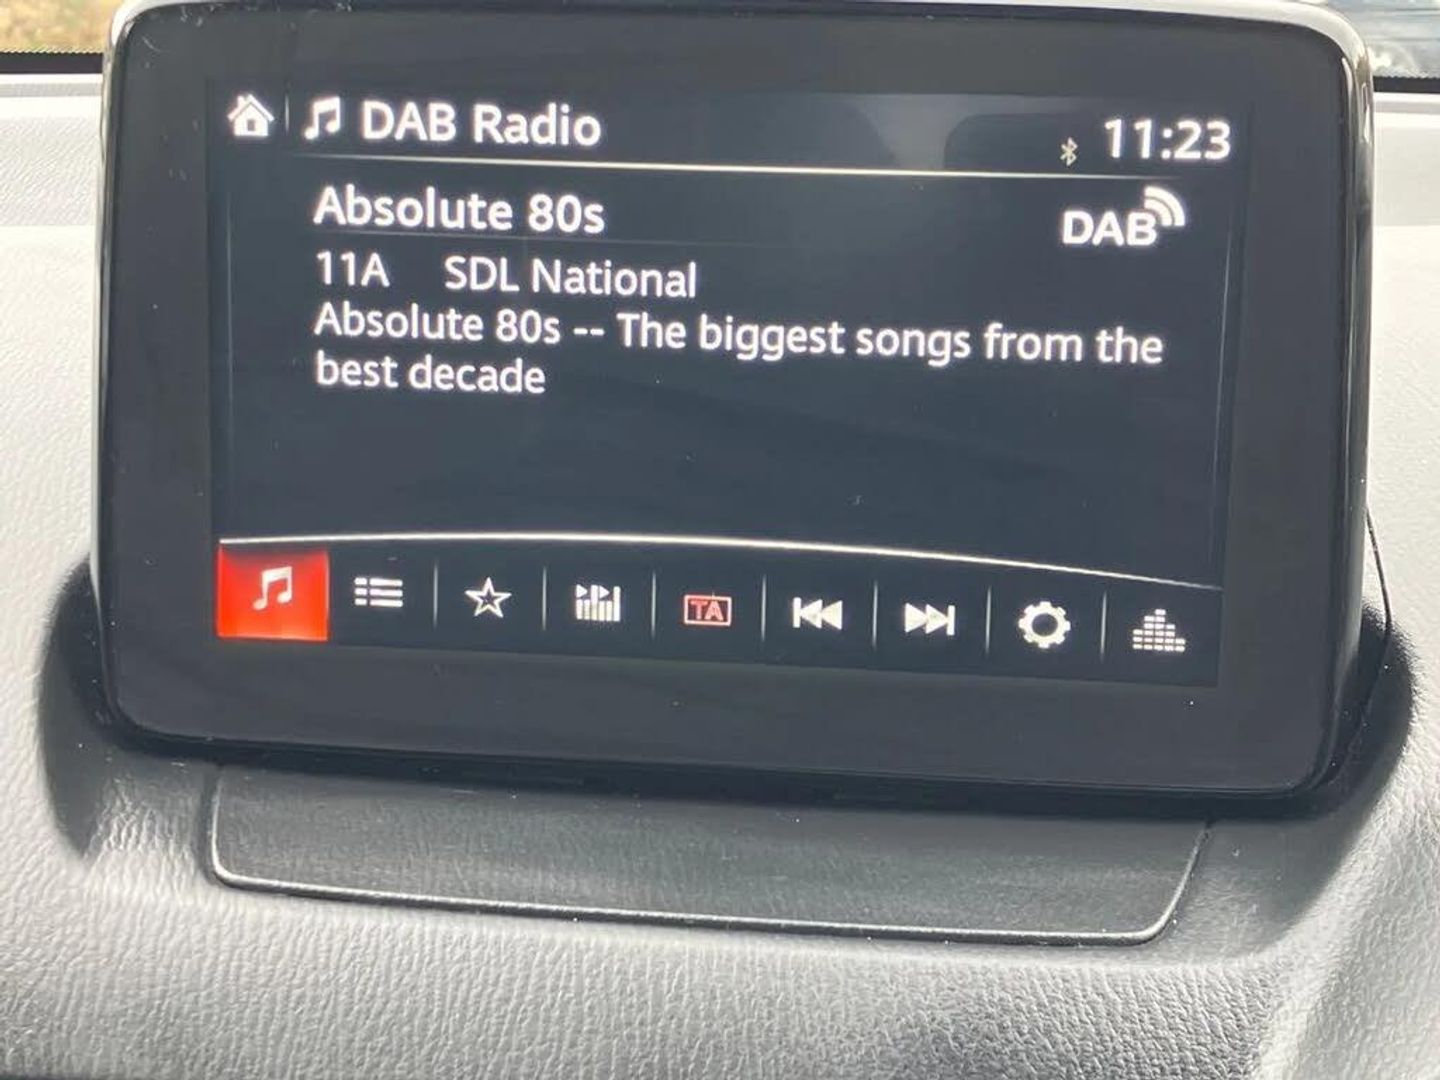 DAB Radio
11:23
Absolute 80s
DAB
11A SDL National
Absolute 80s -- The biggest songs from the
best decade
TA